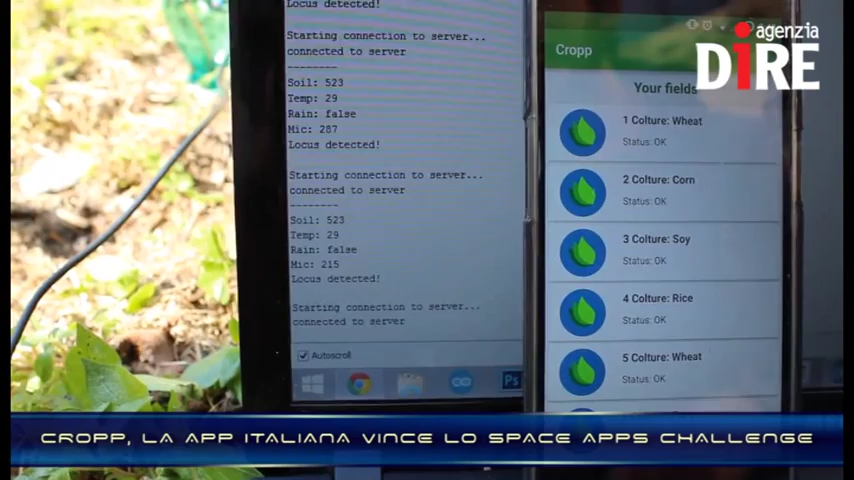 Locus detected!
Starting connection to server...
connected to server
--------
Soil: 523
Temp: 29
Rain: false
Mic: 287
Locus detected!
Starting connection to server...
connected to server
--------
Soil: 523
Temp: 29
Rain: false
Mic: 215
Locus detected!
Starting connection to server...
connected to server
Autoscroll
Ps
Cropp
Your fields
1 Colture: Wheat
Status: OK
2 Colture: Corn
Status: OK
3 Colture: Soy
Status: OK
4 Colture: Rice
Status: OK
5 Colture: Wheat
Status: OK
agenzia
DiRE
CROPP, LA APP ITALIANA VINCE LO SPACE APPS CHALLENGE